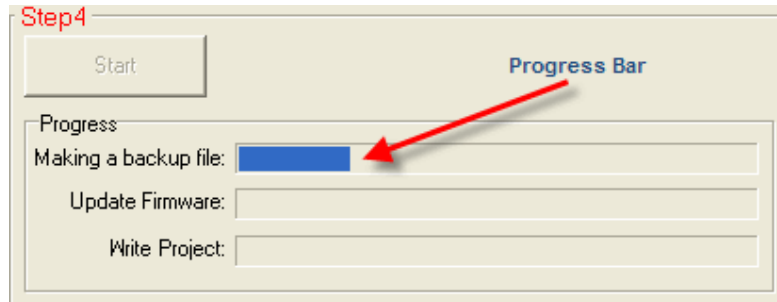 Step4
Start
Progress Bar
Progress
Making a backup file:
Update Firmware:
Write Project: